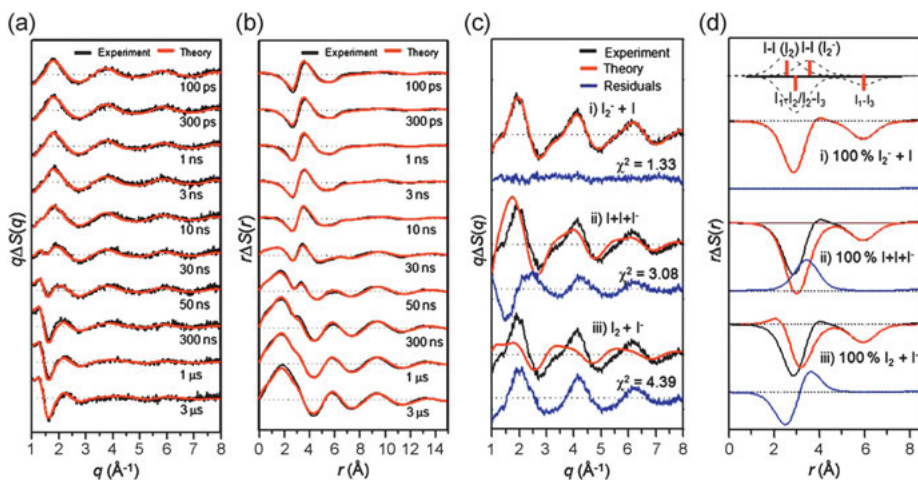 (a)
Experiment Theory
100 ps
300 ps
1 ns
3 ns
10 ns
30 ns
50 ns
300 ns
1 μs
3 μs
qΔS(q)
1 2 3 4 5 6 7 8
q (Å⁻¹)
(b)
Experiment Theory
100 ps
300 ps
1 ns
3 ns
10 ns
30 ns
50 ns
300 ns
1 μs
3 μs
rΔS(r)
0 2 4 6 8 10 12 14
r (Å)
(c)
Experiment
Theory
Residuals
i) I₂⁻ + I
χ² = 1.33
ii) I+I+I⁻
χ² = 3.08
iii) I₂ + I⁻
χ² = 4.39
qΔS(q)
1 2 3 4 5 6 7 8
q (Å⁻¹)
(d)
I-I (I₂) I-I (I₂⁻)
I₁-I₃
i) 100 % I₂⁻ + I
ii) 100% I+I+I⁻
iii) 100% I₂ + I⁻
rΔS(r)
0 2 4 6 8
r (Å)